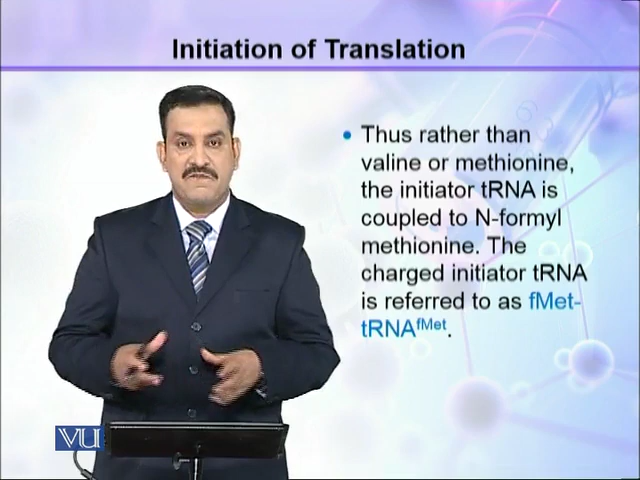 Initiation of Translation
Thus rather than
valine or methionine,
the initiator tRNA is
coupled to N-formyl
methionine. The
charged initiator tRNA
is referred to as fMet-
tRNAfMet.
VU